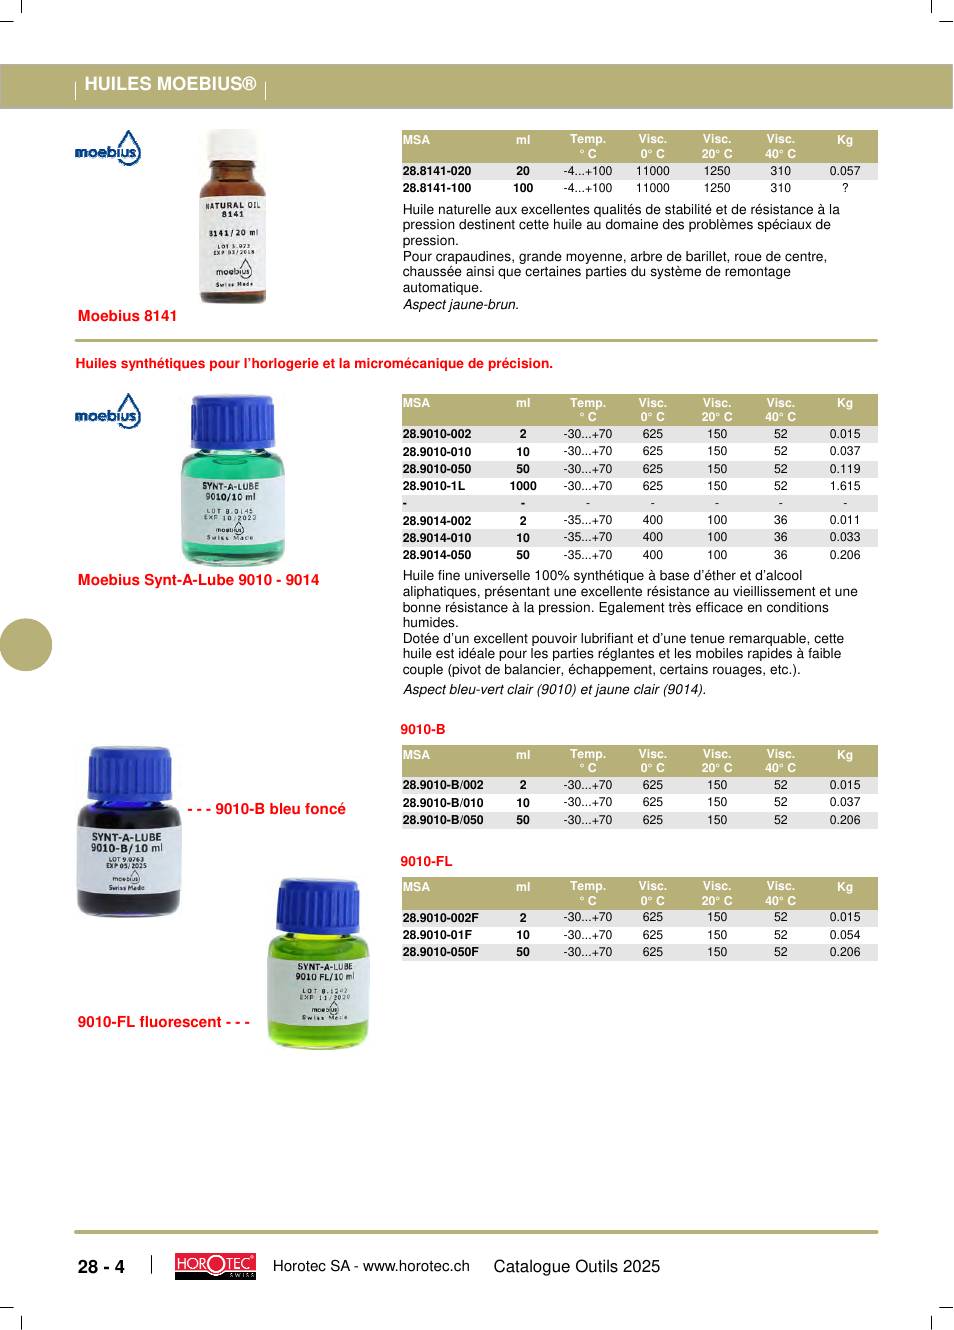 HUILES MOEBIUS®
moebius
NATURAL OIL
8141
8141/20 ml
moebius
Swiss Made
Moebius 8141
MSA ml Temp. ° C Visc. 0° C Visc. 20° C Visc. 40° C Kg
28.8141-020 20 -4...+100 11000 1250 310 0.057
28.8141-100 100 -4...+100 11000 1250 310 ?
Huile naturelle aux excellentes qualités de stabilité et de résistance à la
pression destinent cette huile au domaine des problèmes spéciaux de
pression.
Pour crapaudines, grande moyenne, arbre de barillet, roue de centre,
chaussée ainsi que certaines parties du système de remontage
automatique.
Aspect jaune-brun.
Huiles synthétiques pour l’horlogerie et la micromécanique de précision.
moebius
SYNT-A-LUBE
9010/10 ml
moebius
Swiss Made
Moebius Synt-A-Lube 9010 - 9014
MSA ml Temp. ° C Visc. 0° C Visc. 20° C Visc. 40° C Kg
28.9010-002 2 -30...+70 625 150 52 0.015
28.9010-010 10 -30...+70 625 150 52 0.037
28.9010-050 50 -30...+70 625 150 52 0.119
28.9010-1L 1000 -30...+70 625 150 52 1.615
- - - - - - -
28.9014-002 2 -35...+70 400 100 36 0.011
28.9014-010 10 -35...+70 400 100 36 0.033
28.9014-050 50 -35...+70 400 100 36 0.206
Huile fine universelle 100% synthétique à base d’éther et d’alcool
aliphatiques, présentant une excellente résistance au vieillissement et une
bonne résistance à la pression. Egalement très efficace en conditions
humides.
Dotée d’un excellent pouvoir lubrifiant et d’une tenue remarquable, cette
huile est idéale pour les parties réglantes et les mobiles rapides à faible
couple (pivot de balancier, échappement, certains rouages, etc.).
Aspect bleu-vert clair (9010) et jaune clair (9014).
9010-B
MSA ml Temp. ° C Visc. 0° C Visc. 20° C Visc. 40° C Kg
28.9010-B/002 2 -30...+70 625 150 52 0.015
28.9010-B/010 10 -30...+70 625 150 52 0.037
28.9010-B/050 50 -30...+70 625 150 52 0.206
- - - 9010-B bleu foncé
SYNT-A-LUBE
9010-B/10 ml
LOT 9.0763
EXP 05/2025
moebius
Swiss Made
9010-FL
MSA ml Temp. ° C Visc. 0° C Visc. 20° C Visc. 40° C Kg
28.9010-002F 2 -30...+70 625 150 52 0.015
28.9010-01F 10 -30...+70 625 150 52 0.054
28.9010-050F 50 -30...+70 625 150 52 0.206
SYNT-A-LUBE
9010 FL/10 ml
moebius
Swiss Made
9010-FL fluorescent - - -
28 - 4
HOROTEC®
SWISS
Horotec SA - www.horotec.ch
Catalogue Outils 2025